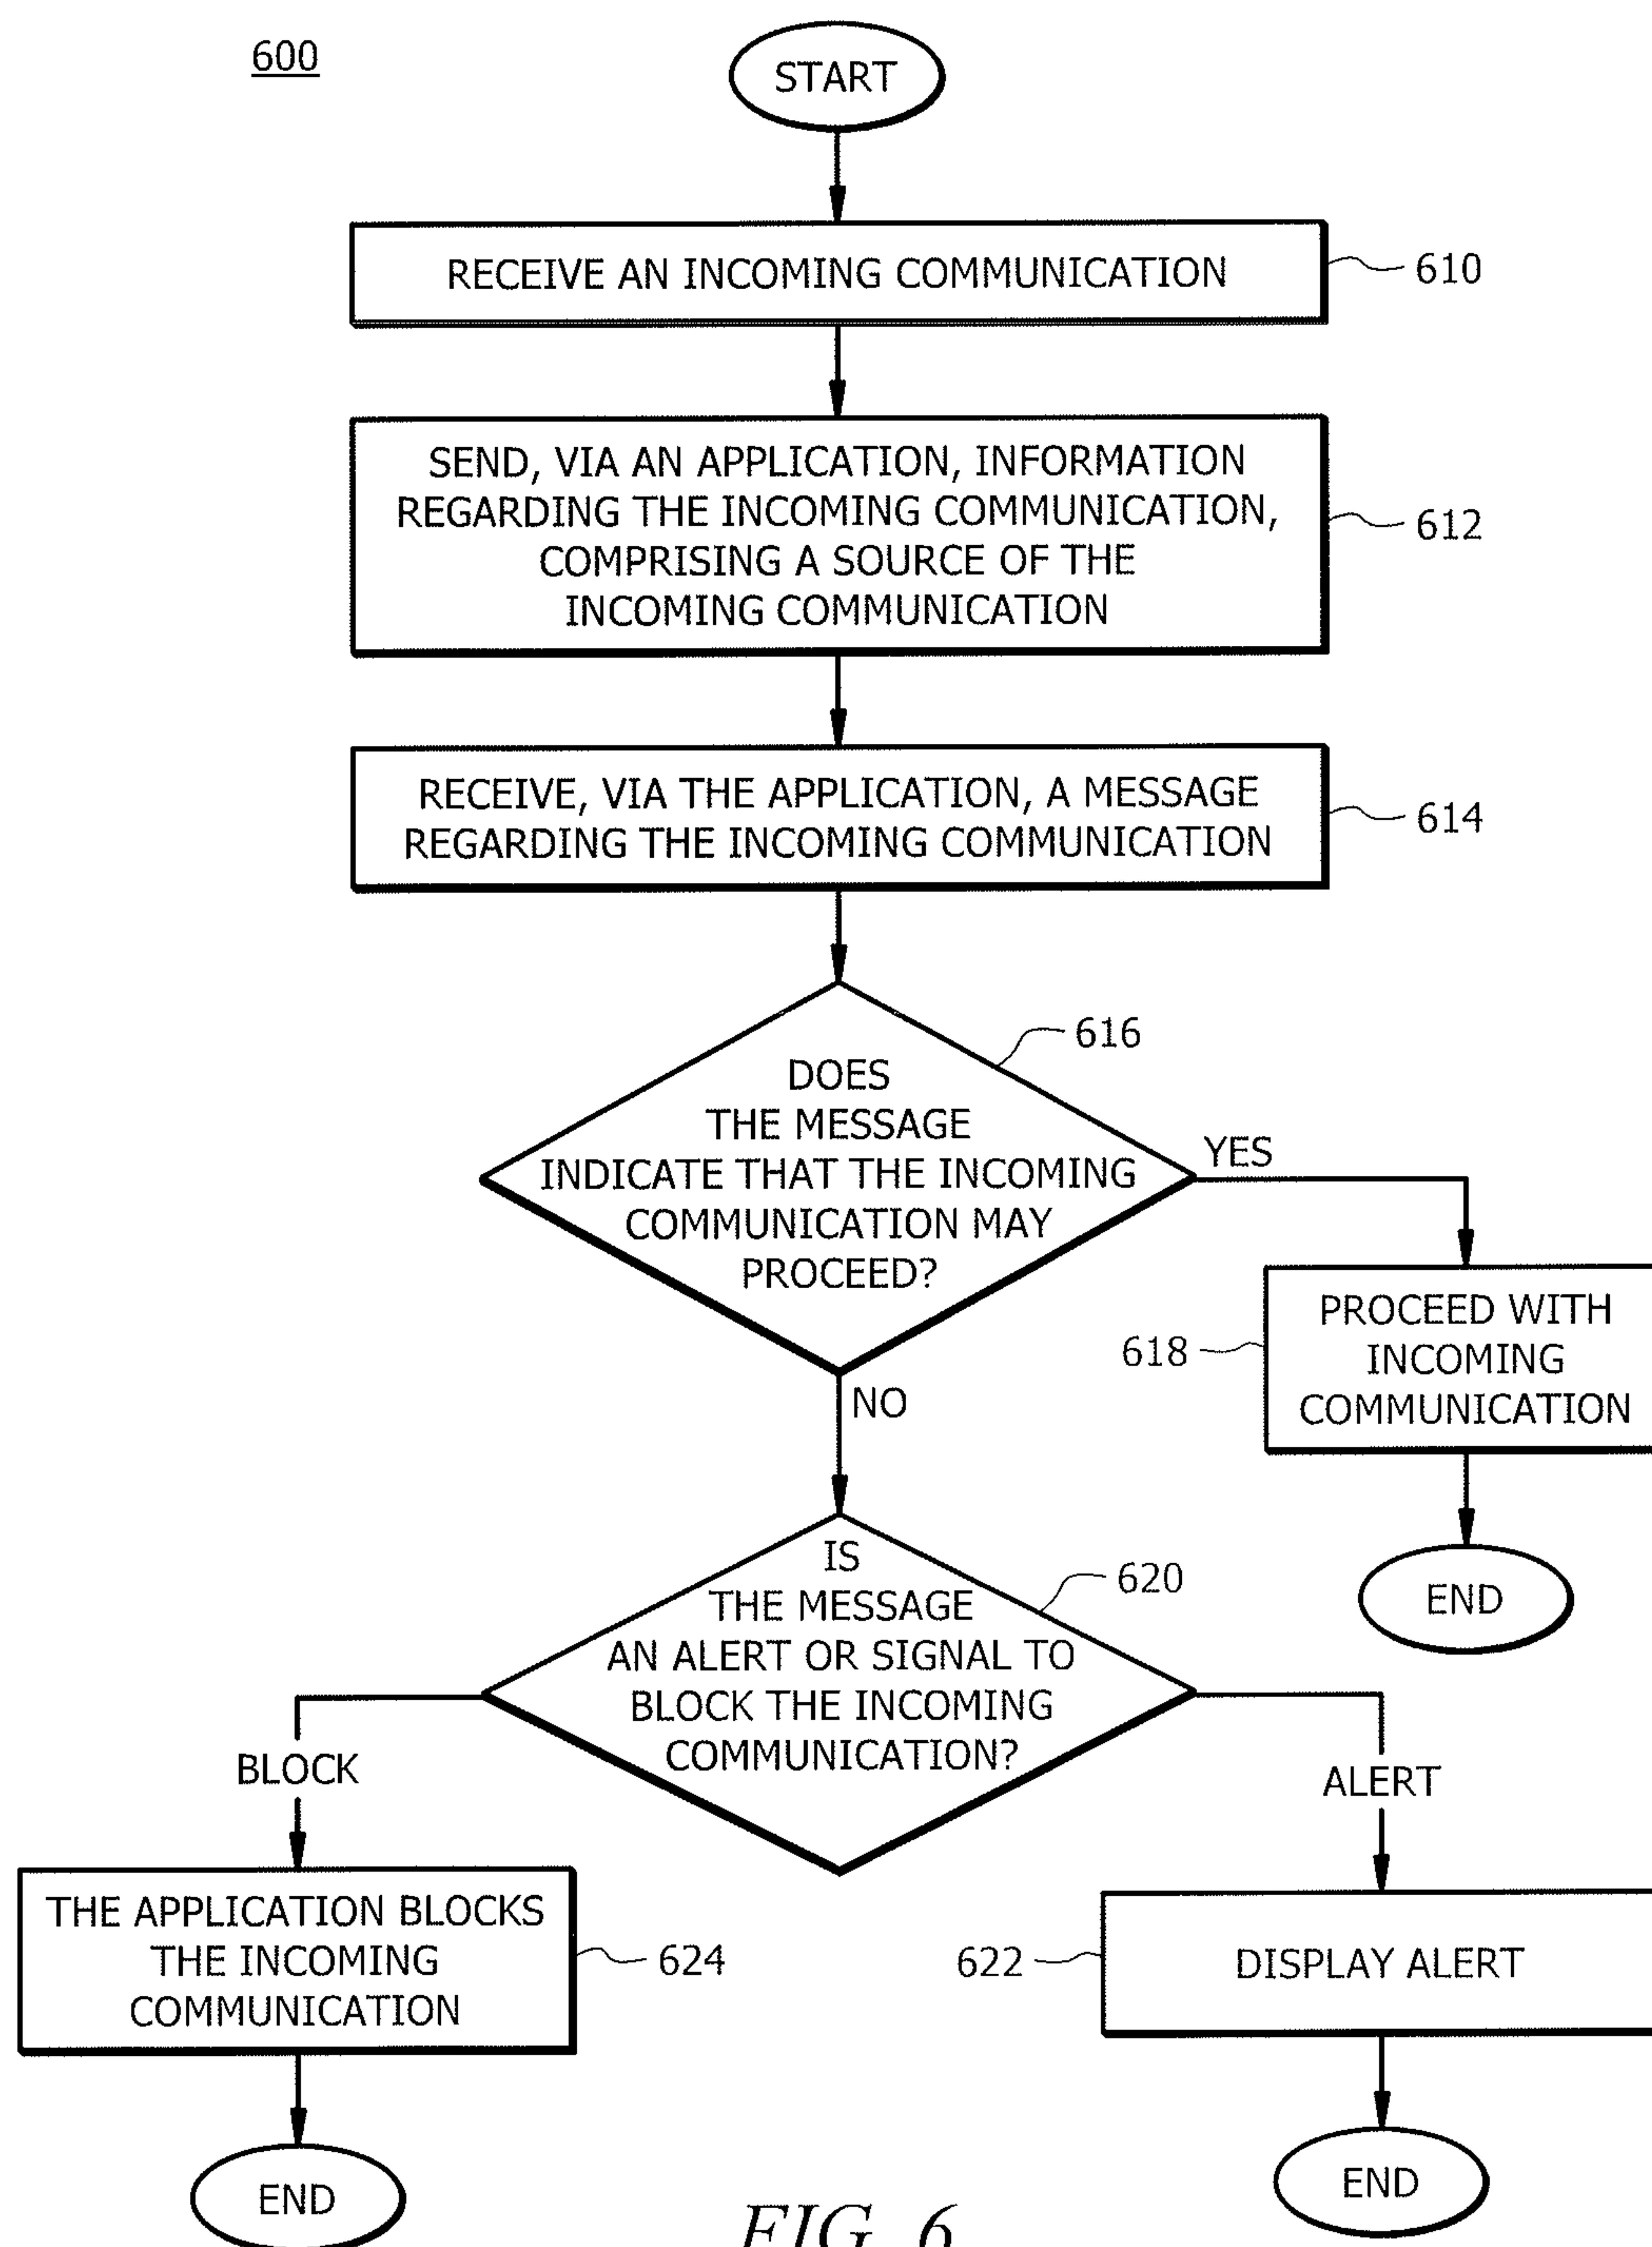 600
START
RECEIVE AN INCOMING COMMUNICATION
610
SEND, VIA AN APPLICATION, INFORMATION
REGARDING THE INCOMING COMMUNICATION,
COMPRISING A SOURCE OF THE
INCOMING COMMUNICATION
612
RECEIVE, VIA THE APPLICATION, A MESSAGE
REGARDING THE INCOMING COMMUNICATION
614
616
DOES
THE MESSAGE
INDICATE THAT THE INCOMING
COMMUNICATION MAY
PROCEED?
YES
618
PROCEED WITH
INCOMING
COMMUNICATION
END
NO
620
IS
THE MESSAGE
AN ALERT OR SIGNAL TO
BLOCK THE INCOMING
COMMUNICATION?
BLOCK
ALERT
THE APPLICATION BLOCKS
THE INCOMING
COMMUNICATION
624
622
DISPLAY ALERT
END
END
FIG. 6